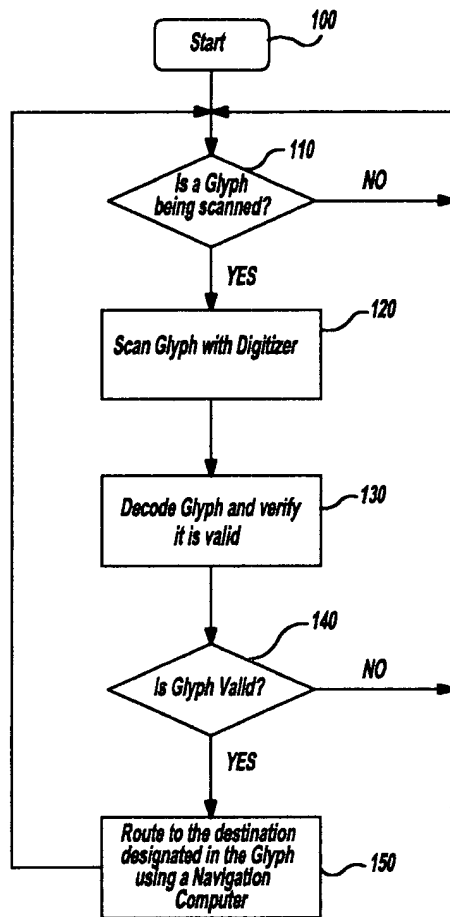 Start
100
110
Is a Glyph
being scanned?
NO
YES
120
Scan Glyph with Digitizer
130
Decode Glyph and verify
it is valid
140
Is Glyph Valid?
NO
YES
Route to the destination
designated in the Glyph
using a Navigation
Computer
150